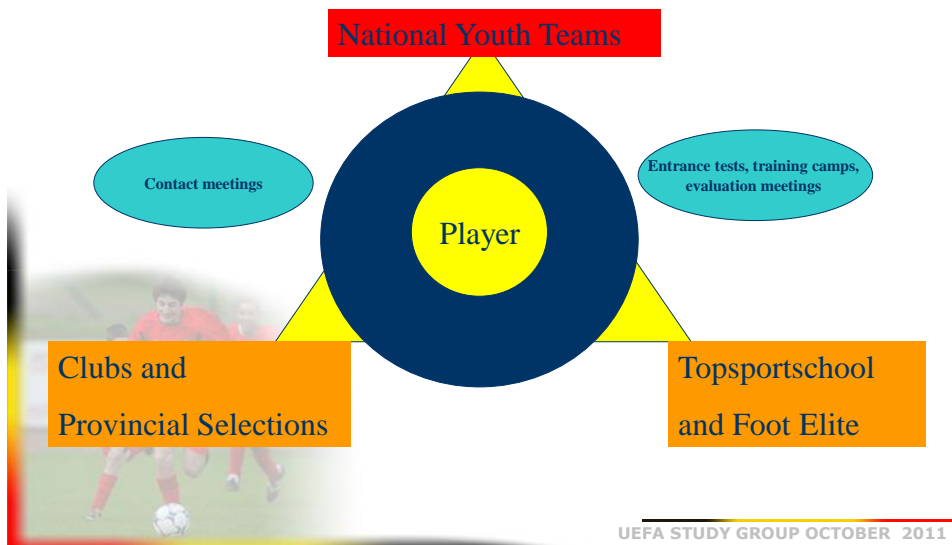 National Youth Teams
Contact meetings
Entrance tests, training camps,
evaluation meetings
Player
Clubs and
Provincial Selections
Topsportschool
and Foot Elite
UEFA STUDY GROUP OCTOBER 2011